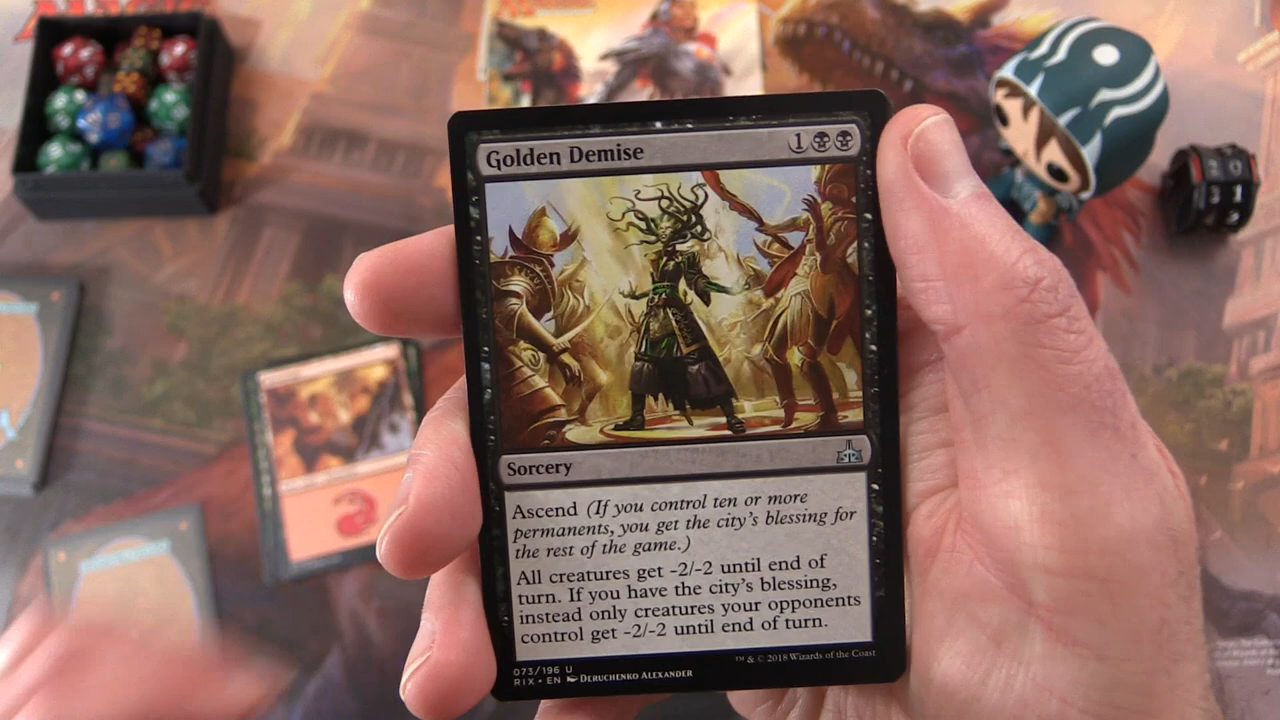 Golden Demise 1
Sorcery
Ascend (If you control ten or more
permanents, you get the city's blessing for
the rest of the game.)
All creatures get -2/-2 until end of
turn. If you have the city's blessing,
instead only creatures your opponents
control get -2/-2 until end of turn.
073/196 U
RIX • EN Deruchenko Alexander
™ & © 2018 Wizards of the Coast